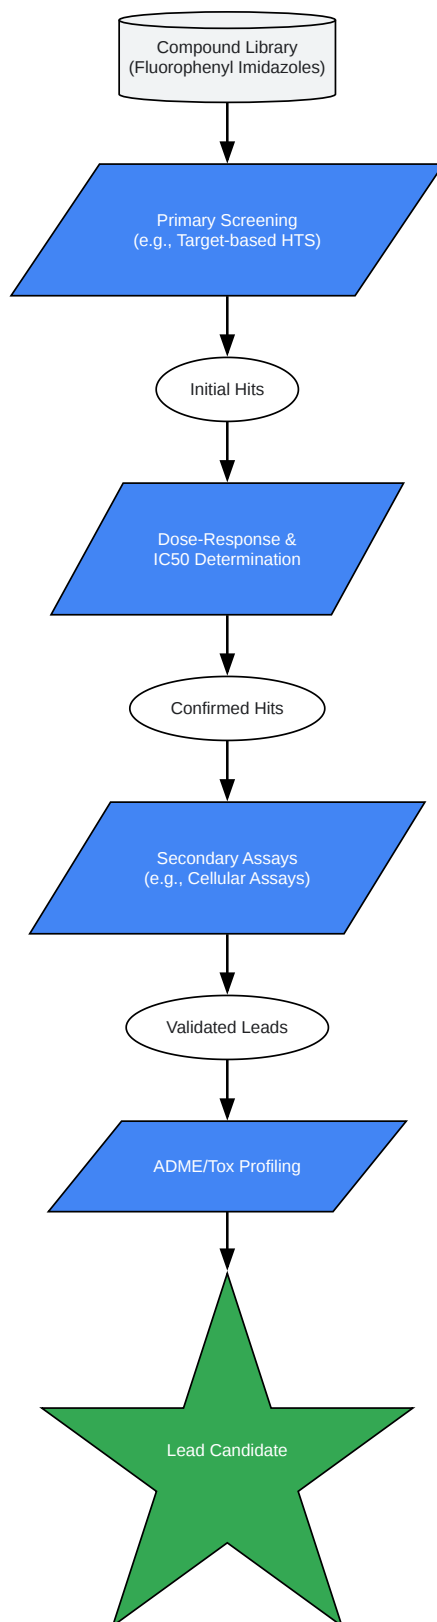 Compound Library
(Fluorophenyl Imidazoles)
Primary Screening
(e.g., Target-based HTS)
Initial Hits
Dose-Response &
IC50 Determination
Confirmed Hits
Secondary Assays
(e.g., Cellular Assays)
Validated Leads
ADME/Tox Profiling
Lead Candidate